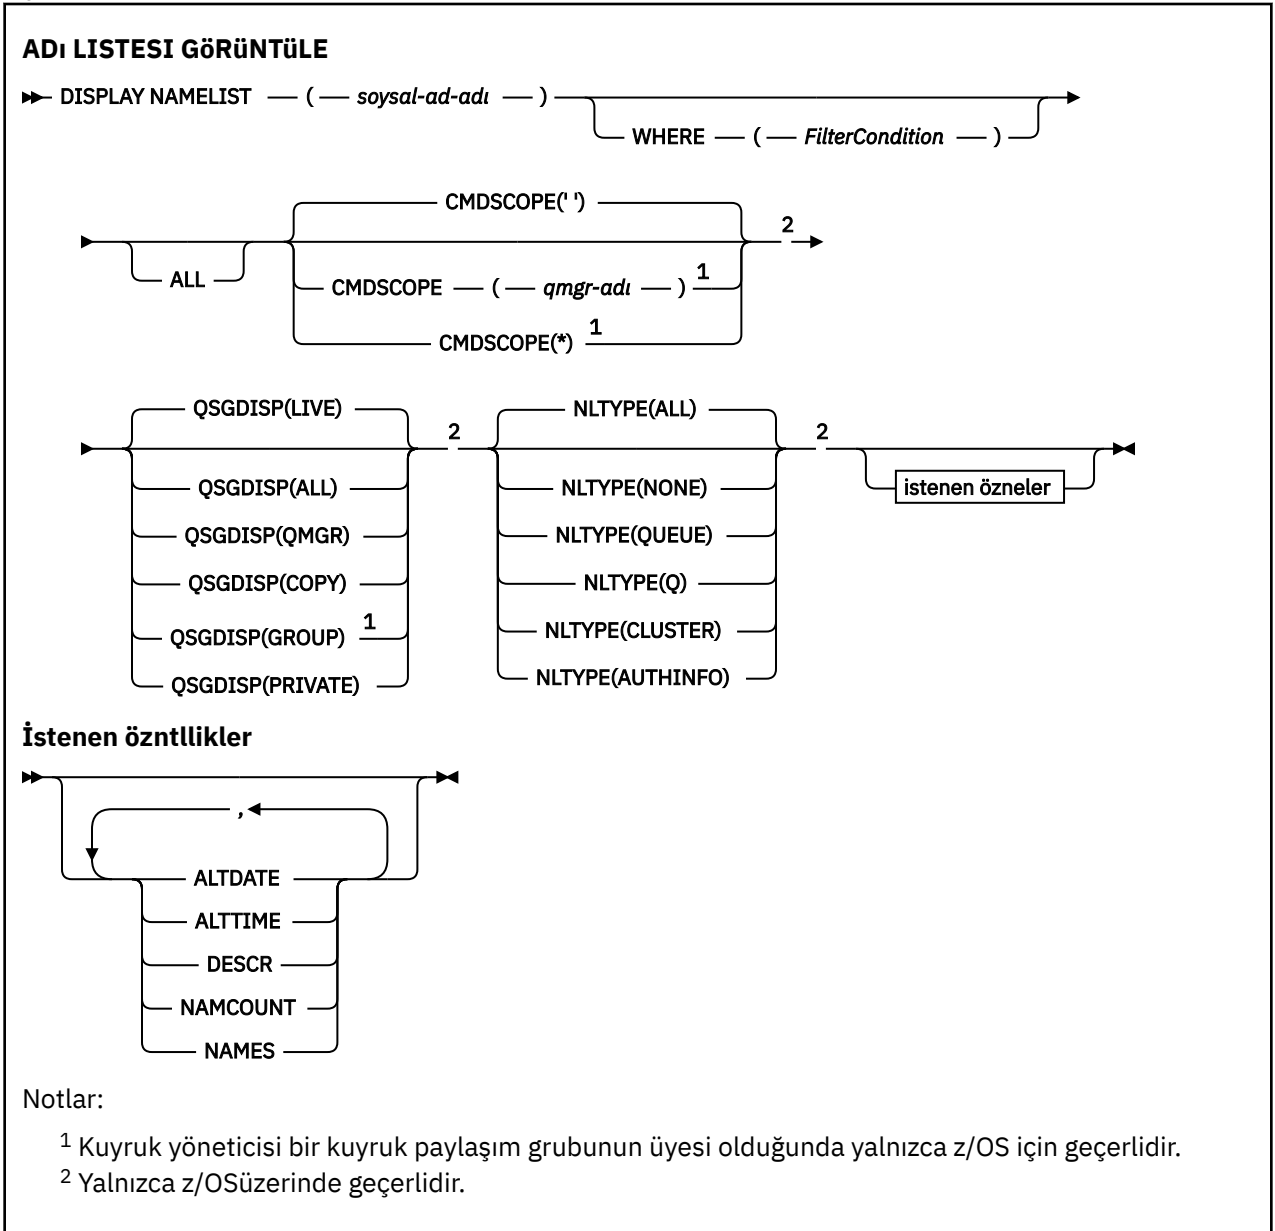 ADı LISTESI GöRüNTüLE
DISPLAY NAMELIST ( soysal-ad-adı )
WHERE ( FilterCondition )
CMDSCOPE(' ')
2
ALL
CMDSCOPE ( qmgr-adı ) 1
CMDSCOPE(*) 1
QSGDISP(LIVE) NLTYPE(ALL)
2 2
QSGDISP(ALL) NLTYPE(NONE) istenen özneler
QSGDISP(QMGR) NLTYPE(QUEUE)
QSGDISP(COPY) NLTYPE(Q)
QSGDISP(GROUP) 1 NLTYPE(CLUSTER)
QSGDISP(PRIVATE) NLTYPE(AUTHINFO)
İstenen özntllikler
,
ALTDATE
ALTTIME
DESCR
NAMCOUNT
NAMES
Notlar:
1 Kuyruk yöneticisi bir kuyruk paylaşım grubunun üyesi olduğunda yalnızca z/OS için geçerlidir.
2 Yalnızca z/OSüzerinde geçerlidir.